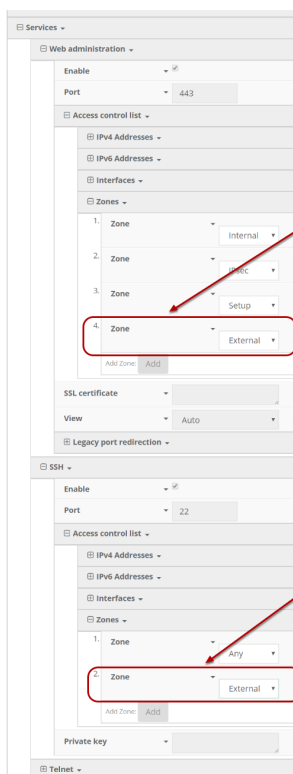 Services
Web administration
Enable
Port 443
Access control list
IPv4 Addresses
IPv6 Addresses
Interfaces
Zones
1. Zone
Internal
2. Zone
IPsec
3. Zone
Setup
4. Zone
External
Add Zone: Add
SSL certificate
View Auto
Legacy port redirection
SSH
Enable
Port 22
Access control list
IPv4 Addresses
IPv6 Addresses
Interfaces
Zones
1. Zone
Any
2. Zone
External
Add Zone: Add
Private key
Telnet